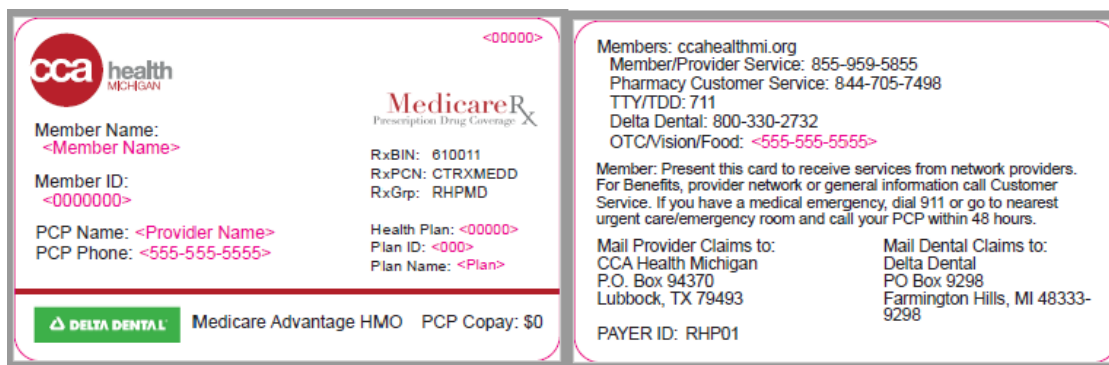 <00000>
cca health
MICHIGAN
MedicareRx
Prescription Drug Coverage
Member Name:
<Member Name>
Member ID:
<0000000>
PCP Name: <Provider Name>
PCP Phone: <555-555-5555>
RxBIN: 610011
RxPCN: CTRXMEDD
RxGrp: RHPMD
Health Plan: <00000>
Plan ID: <000>
Plan Name: <Plan>
DELTA DENTAL
Medicare Advantage HMO PCP Copay: $0
Members: ccahealthmi.org
Member/Provider Service: 855-959-5855
Pharmacy Customer Service: 844-705-7498
TTY/TDD: 711
Delta Dental: 800-330-2732
OTC/Vision/Food: <555-555-5555>
Member: Present this card to receive services from network providers.
For Benefits, provider network or general information call Customer
Service. If you have a medical emergency, dial 911 or go to nearest
urgent care/emergency room and call your PCP within 48 hours.
Mail Provider Claims to:
CCA Health Michigan
P.O. Box 94370
Lubbock, TX 79493
Mail Dental Claims to:
Delta Dental
PO Box 9298
Farmington Hills, MI 48333-
9298
PAYER ID: RHP01